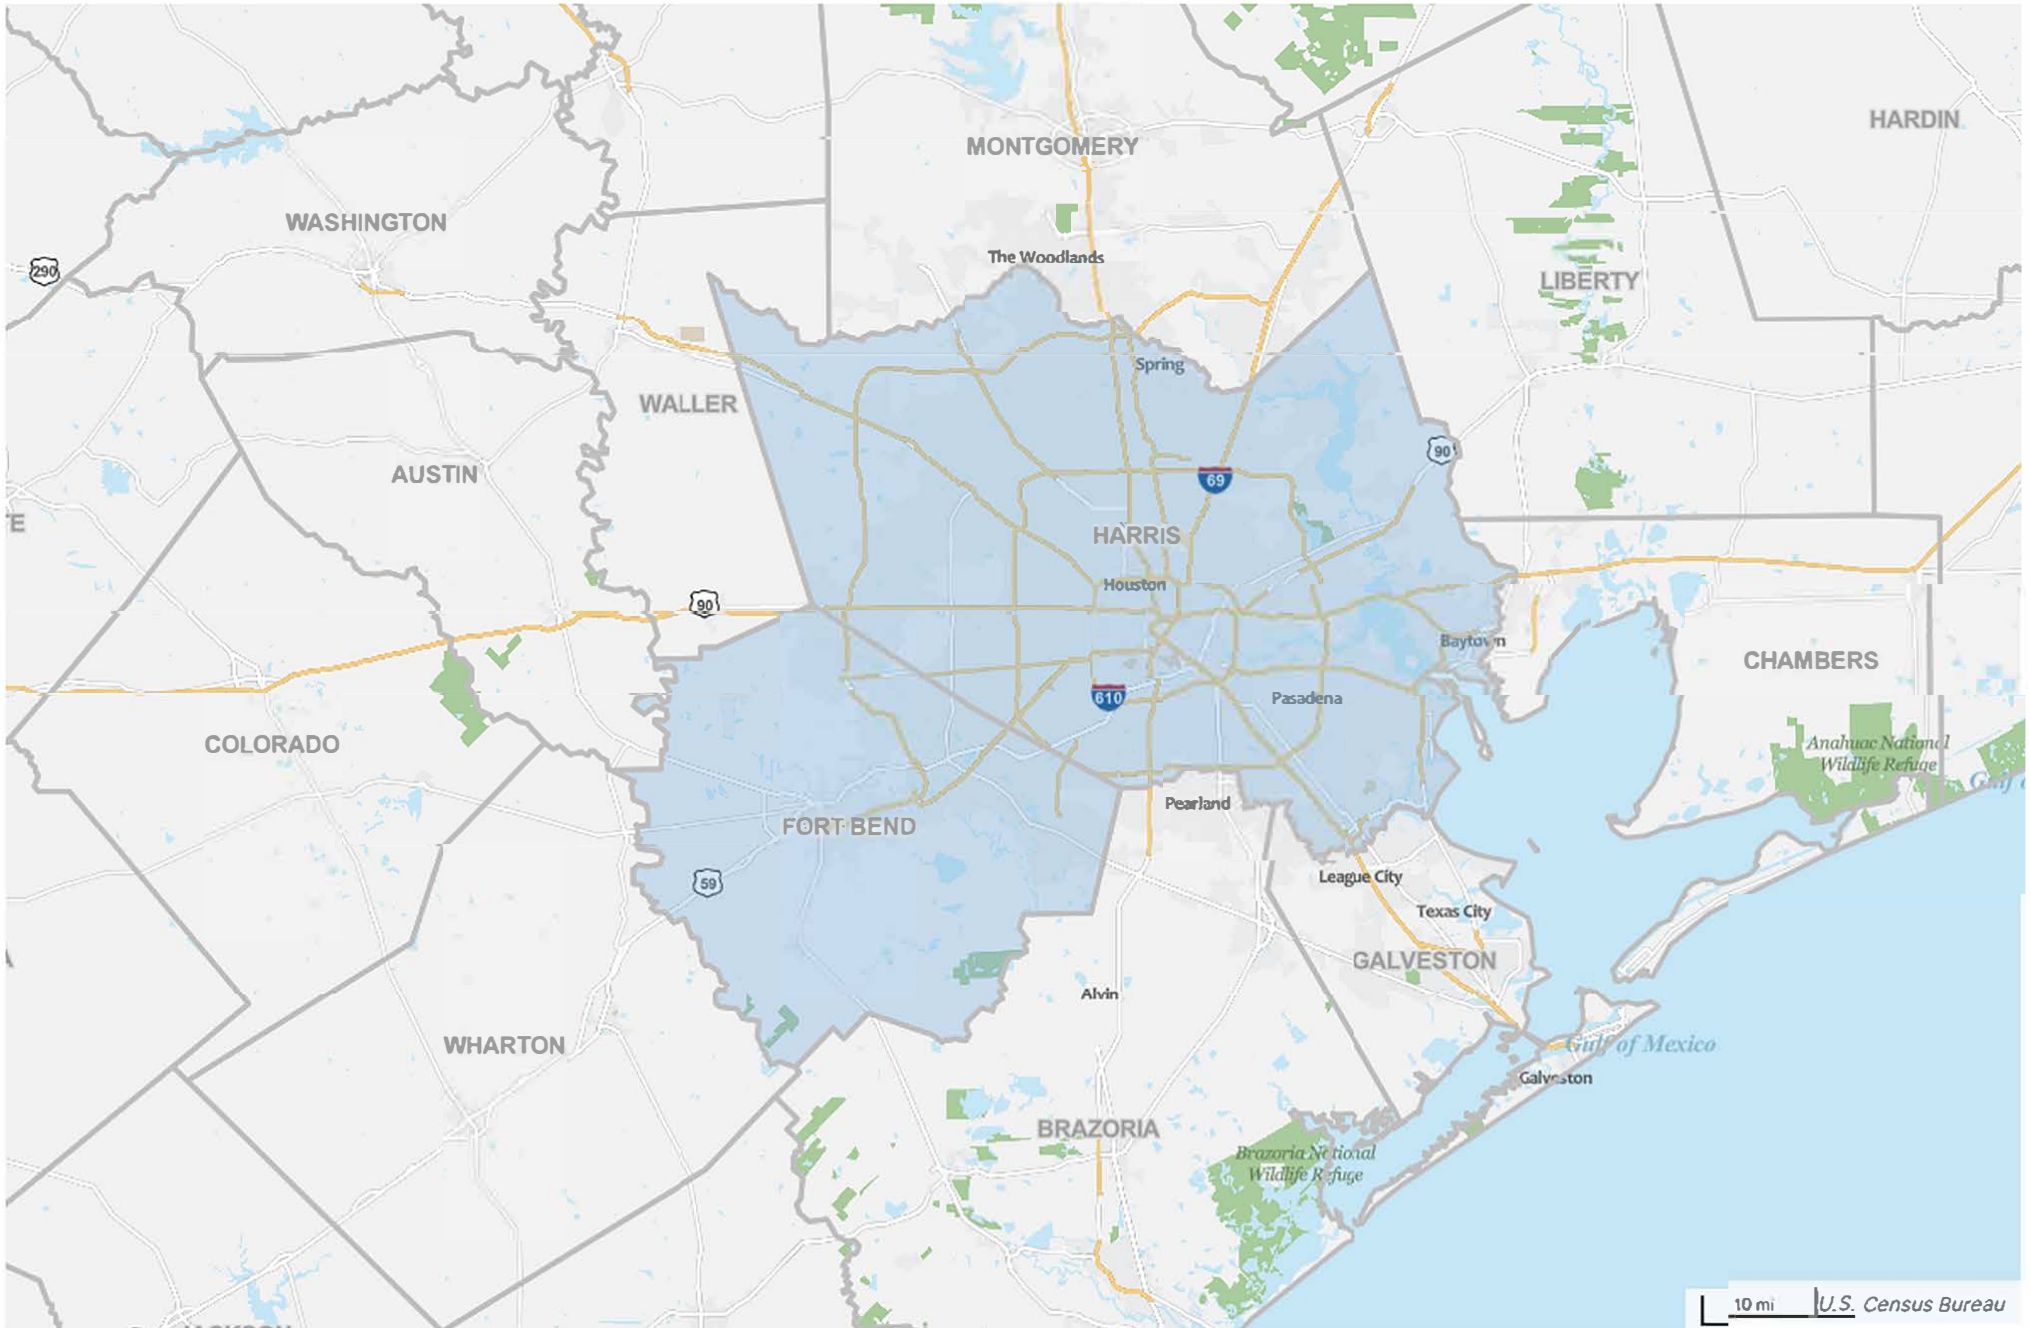 HARDIN
MONTGOMERY
WASHINGTON
The Woodlands
290
LIBERTY
Spring
WALLER
90
AUSTIN
69
HARRIS
Houston
90
Baytown
CHAMBERS
610
Pasadena
COLORADO
Anahuac National
Wildlife Refuge
Pearland
FORT BEND
59
League City
Texas City
GALVESTON
Alvin
WHARTON
Gulf of Mexico
Galveston
BRAZORIA
Brazoria National
Wildlife Refuge
10 mi
U.S. Census Bureau